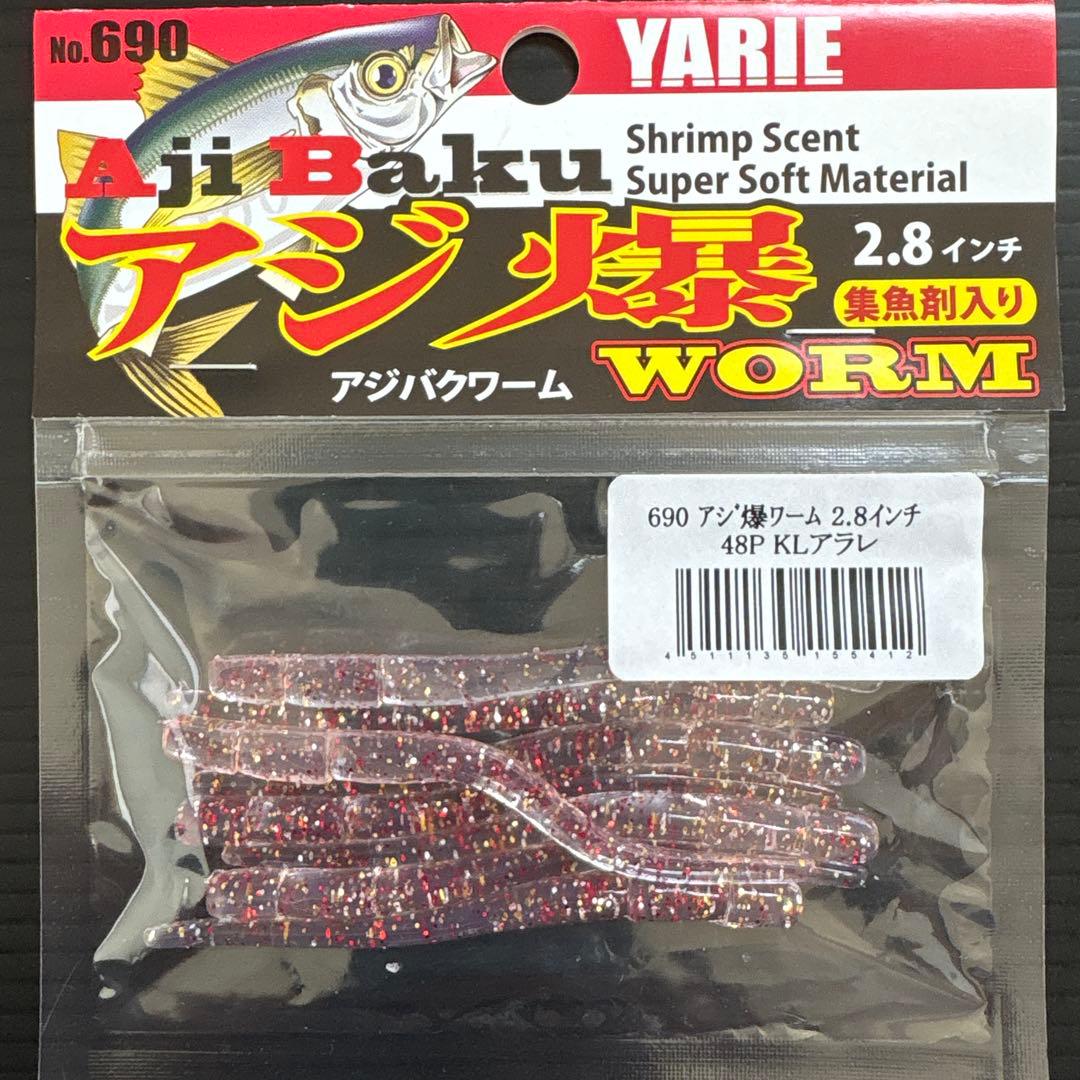 No.690
YARIE
Aji Baku
Shrimp Scent
Super Soft Material
アジ爆
2.8インチ
集魚剤入り
アジバクワーム
WORM
690 アジ爆ワーム 2.8インチ
48P KLアラレ
4511136155412